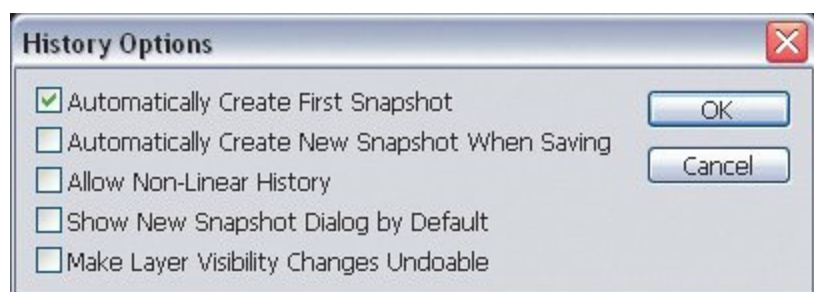 History Options
Automatically Create First Snapshot
OK
Automatically Create New Snapshot When Saving
Cancel
Allow Non-Linear History
Show New Snapshot Dialog by Default
Make Layer Visibility Changes Undoable